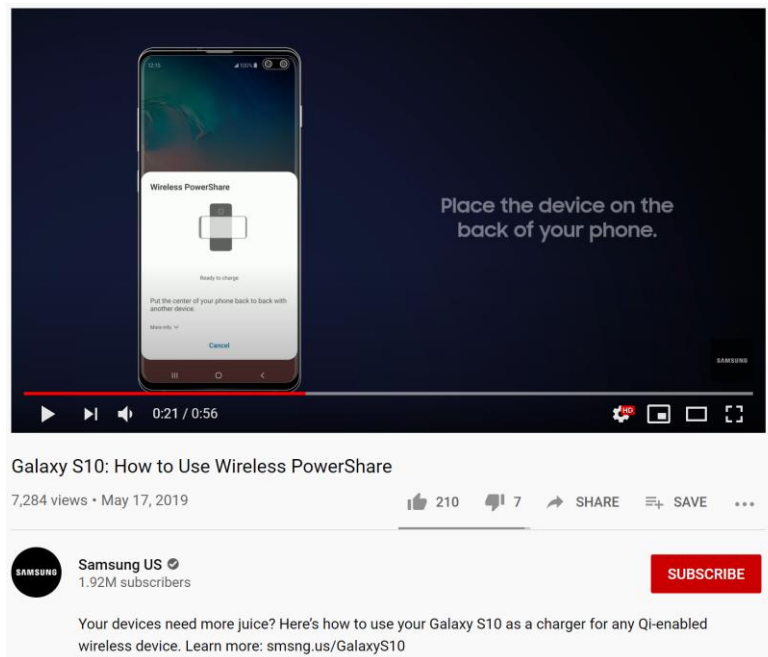 12:15
100%
Wireless PowerShare
Ready to charge
Put the center of your phone back to back with
another device.
More info
Cancel
Place the device on the
back of your phone.
SAMSUNG
0:21 / 0:56
HD
Galaxy S10: How to Use Wireless PowerShare
7,284 views • May 17, 2019
210 7 SHARE SAVE
SAMSUNG
Samsung US
1.92M subscribers
SUBSCRIBE
Your devices need more juice? Here’s how to use your Galaxy S10 as a charger for any Qi-enabled
wireless device. Learn more: smsng.us/GalaxyS10